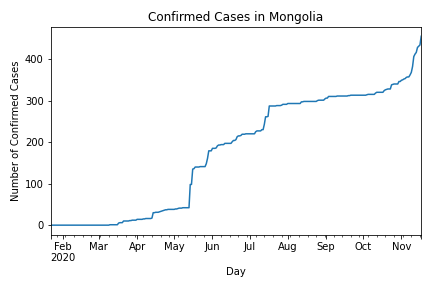 Confirmed Cases in Mongolia
Number of Confirmed Cases
400
300
200
100
0
Feb Mar Apr May Jun Jul Aug Sep Oct Nov
2020
Day